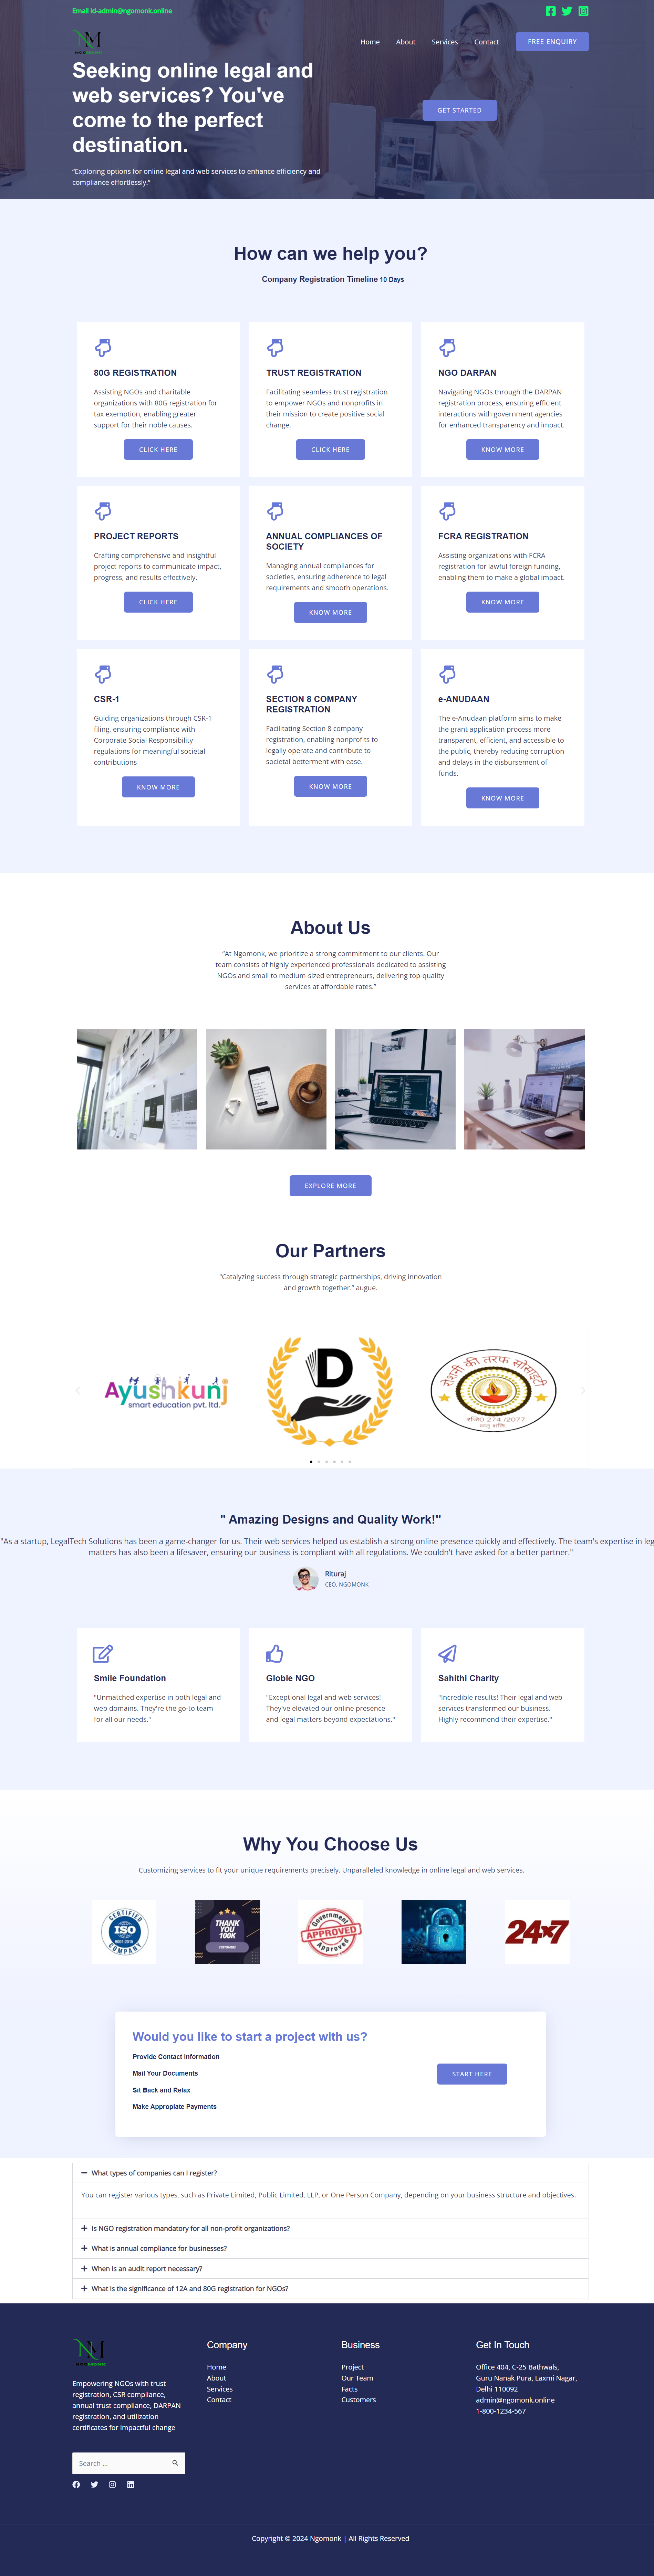 Email Id-admin@ngomonk.online
Home
About
Services
Contact
FREE ENQUIRY
Seeking online legal and
web services? You've
come to the perfect
destination.
GET STARTED
“Exploring options for online legal and web services to enhance efficiency and
compliance effortlessly.”
How can we help you?
Company Registration Timeline 10 Days
80G REGISTRATION
Assisting NGOs and charitable
organizations with 80G registration for
tax exemption, enabling greater
support for their noble causes.
CLICK HERE
TRUST REGISTRATION
Facilitating seamless trust registration
to empower NGOs and nonprofits in
their mission to create positive social
change.
CLICK HERE
NGO DARPAN
Navigating NGOs through the DARPAN
registration process, ensuring efficient
interactions with government agencies
for enhanced transparency and impact.
KNOW MORE
PROJECT REPORTS
Crafting comprehensive and insightful
project reports to communicate impact,
progress, and results effectively.
CLICK HERE
ANNUAL COMPLIANCES OF
SOCIETY
Managing annual compliances for
societies, ensuring adherence to legal
requirements and smooth operations.
KNOW MORE
FCRA REGISTRATION
Assisting organizations with FCRA
registration for lawful foreign funding,
enabling them to make a global impact.
KNOW MORE
CSR-1
Guiding organizations through CSR-1
filing, ensuring compliance with
Corporate Social Responsibility
regulations for meaningful societal
contributions
KNOW MORE
SECTION 8 COMPANY
REGISTRATION
Facilitating Section 8 company
registration, enabling nonprofits to
legally operate and contribute to
societal betterment with ease.
KNOW MORE
e-ANUDAAN
The e-Anudaan platform aims to make
the grant application process more
transparent, efficient, and accessible to
the public, thereby reducing corruption
and delays in the disbursement of
funds.
KNOW MORE
About Us
“At Ngomonk, we prioritize a strong commitment to our clients. Our
team consists of highly experienced professionals dedicated to assisting
NGOs and small to medium-sized entrepreneurs, delivering top-quality
services at affordable rates.”
EXPLORE MORE
Our Partners
“Catalyzing success through strategic partnerships, driving innovation
and growth together.” augue.
Ayushkunj
smart education pvt. ltd.
D
" Amazing Designs and Quality Work!"
"As a startup, LegalTech Solutions has been a game-changer for us. Their web services helped us establish a strong online presence quickly and effectively. The team's expertise in leg
matters has also been a lifesaver, ensuring our business is compliant with all regulations. We couldn't have asked for a better partner."
Rituraj
CEO, NGOMONK
Smile Foundation
"Unmatched expertise in both legal and
web domains. They're the go-to team
for all our needs."
Globle NGO
"Exceptional legal and web services!
They've elevated our online presence
and legal matters beyond expectations."
Sahithi Charity
"Incredible results! Their legal and web
services transformed our business.
Highly recommend their expertise."
Why You Choose Us
Customizing services to fit your unique requirements precisely. Unparalleled knowledge in online legal and web services.
CERTIFIED
ISO
COMPANY
THANK
YOU
100K
Government
APPROVED
Approved
24x7
Would you like to start a project with us?
Provide Contact Information
Mail Your Documents
Sit Back and Relax
Make Appropiate Payments
START HERE
What types of companies can I register?
You can register various types, such as Private Limited, Public Limited, LLP, or One Person Company, depending on your business structure and objectives.
Is NGO registration mandatory for all non-profit organizations?
What is annual compliance for businesses?
When is an audit report necessary?
What is the significance of 12A and 80G registration for NGOs?
Empowering NGOs with trust
registration, CSR compliance,
annual trust compliance, DARPAN
registration, and utilization
certificates for impactful change
Search ...
Company
Home
About
Services
Contact
Business
Project
Our Team
Facts
Customers
Get In Touch
Office 404, C-25 Bathwals,
Guru Nanak Pura, Laxmi Nagar,
Delhi 110092
admin@ngomonk.online
1-800-1234-567
Copyright © 2024 Ngomonk | All Rights Reserved